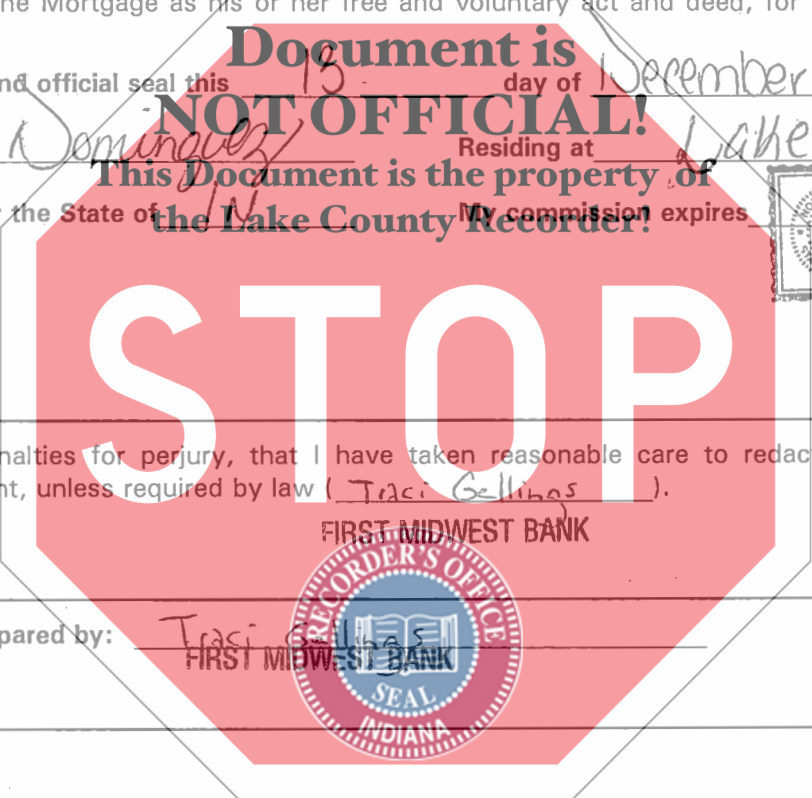 he Mortgage as his or her free and voluntary act and deed, for
Document is
nd official seal this 13 day of December
NOT OFFICIAL!
Dominguez Residing at Lake
This Document is the property of
r the State of IN My commission expires
the Lake County Recorder!
STOP
nalties for perjury, that I have taken reasonable care to redac
nt, unless required by law ( Traci Gellings ).
FIRST MIDWEST BANK
RECORDER'S OFFICE
pared by: Traci Gellings
FIRST MIDWEST BANK
SEAL
INDIANA